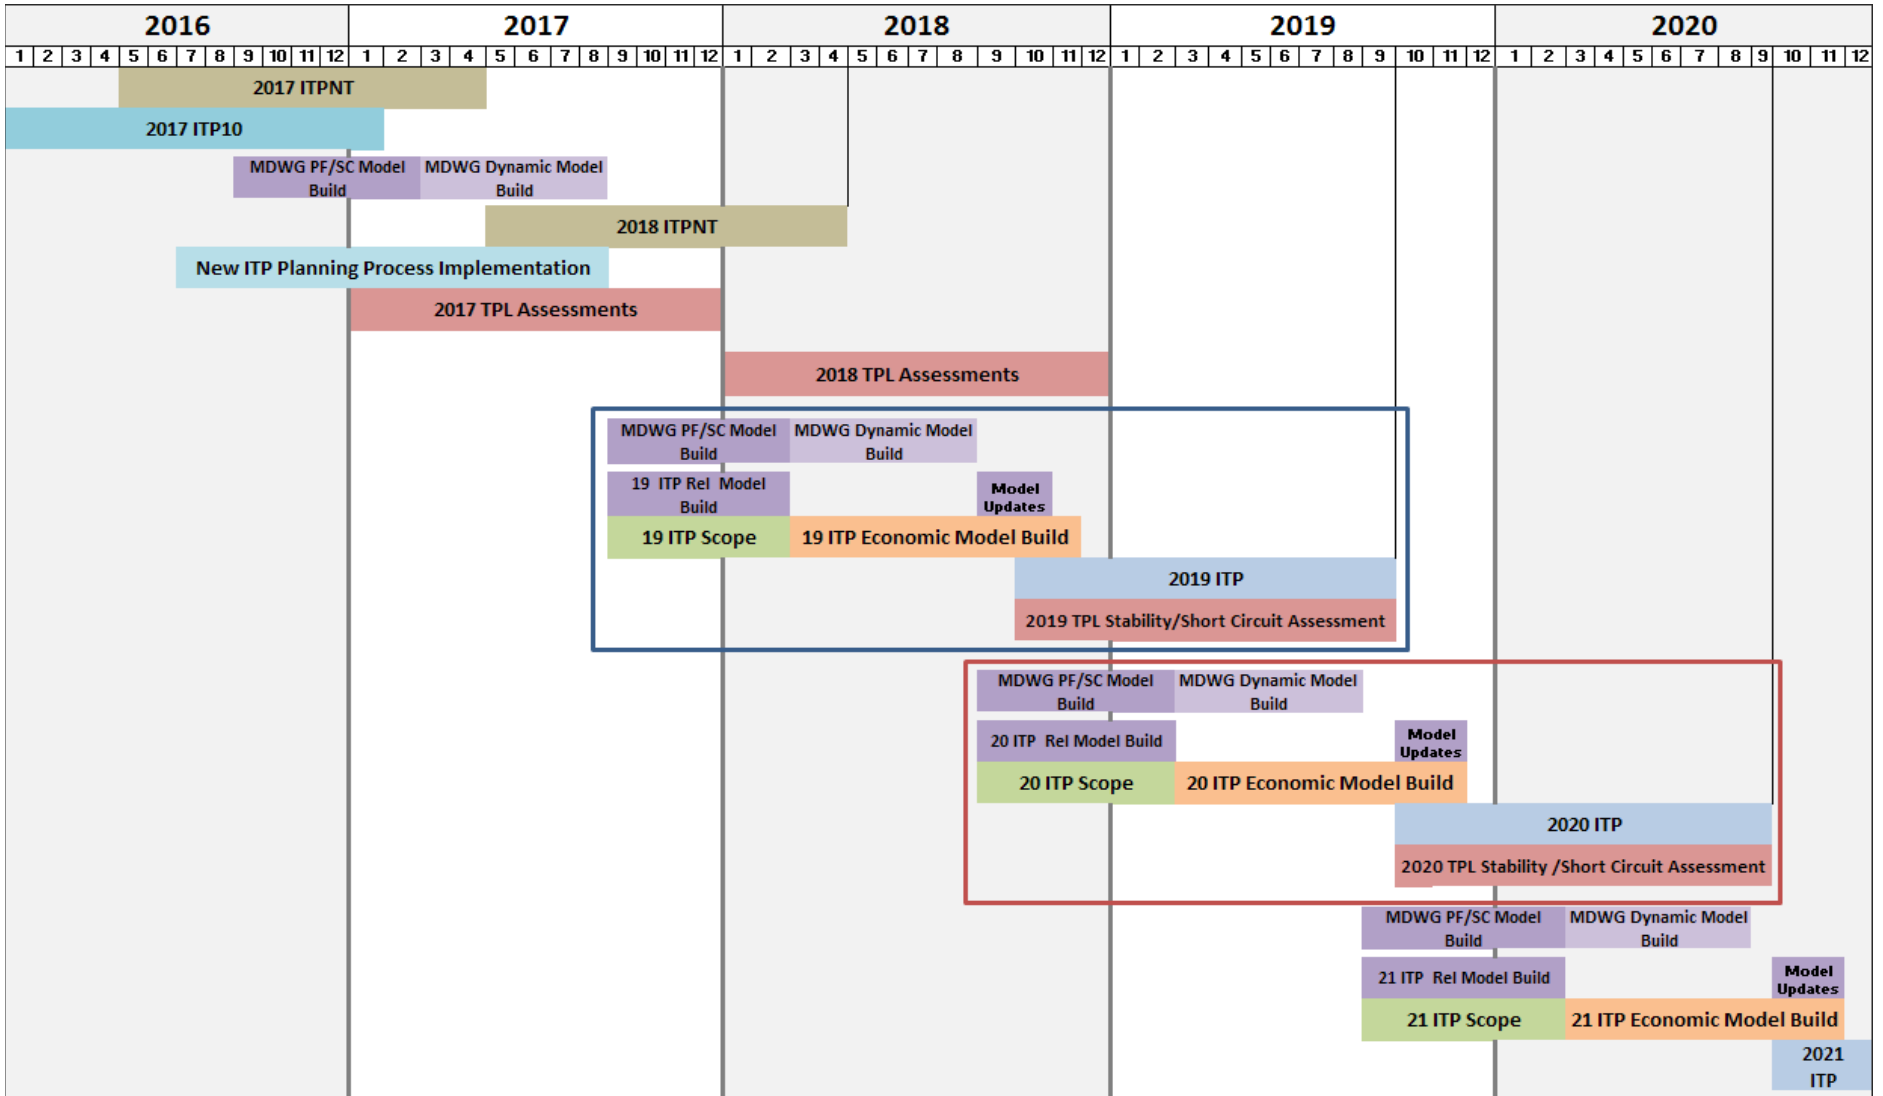 2016 2017 2018 2019 2020
1 2 3 4 5 6 7 8 9 10 11 12 1 2 3 4 5 6 7 8 9 10 11 12 1 2 3 4 5 6 7 8 9 10 11 12 1 2 3 4 5 6 7 8 9 10 11 12 1 2 3 4 5 6 7 8 9 10 11 12
2017 ITPNT
2017 ITP10
MDWG PF/SC Model
Build
MDWG Dynamic Model
Build
2018 ITPNT
New ITP Planning Process Implementation
2017 TPL Assessments
2018 TPL Assessments
MDWG PF/SC Model
Build
MDWG Dynamic Model
Build
19 ITP Rel Model
Build
Model
Updates
19 ITP Scope
19 ITP Economic Model Build
2019 ITP
2019 TPL Stability/Short Circuit Assessment
MDWG PF/SC Model
Build
MDWG Dynamic Model
Build
20 ITP Rel Model Build
Model
Updates
20 ITP Scope
20 ITP Economic Model Build
2020 ITP
2020 TPL Stability /Short Circuit Assessment
MDWG PF/SC Model
Build
MDWG Dynamic Model
Build
21 ITP Rel Model Build
Model
Updates
21 ITP Scope
21 ITP Economic Model Build
2021
ITP